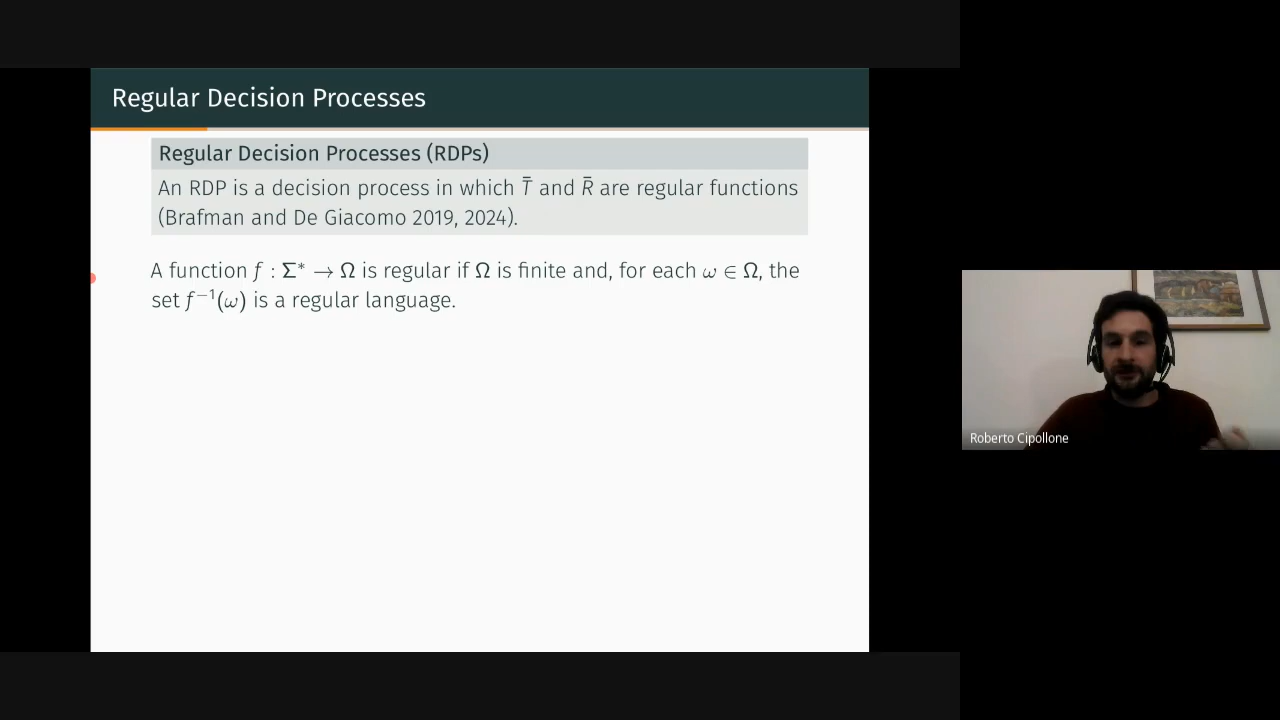 Regular Decision Processes
Regular Decision Processes (RDPs)
An RDP is a decision process in which T̄ and R̄ are regular functions
(Brafman and De Giacomo 2019, 2024).
A function f : Σ* → Ω is regular if Ω is finite and, for each ω ∈ Ω, the
set f⁻¹(ω) is a regular language.
Roberto Cipollone